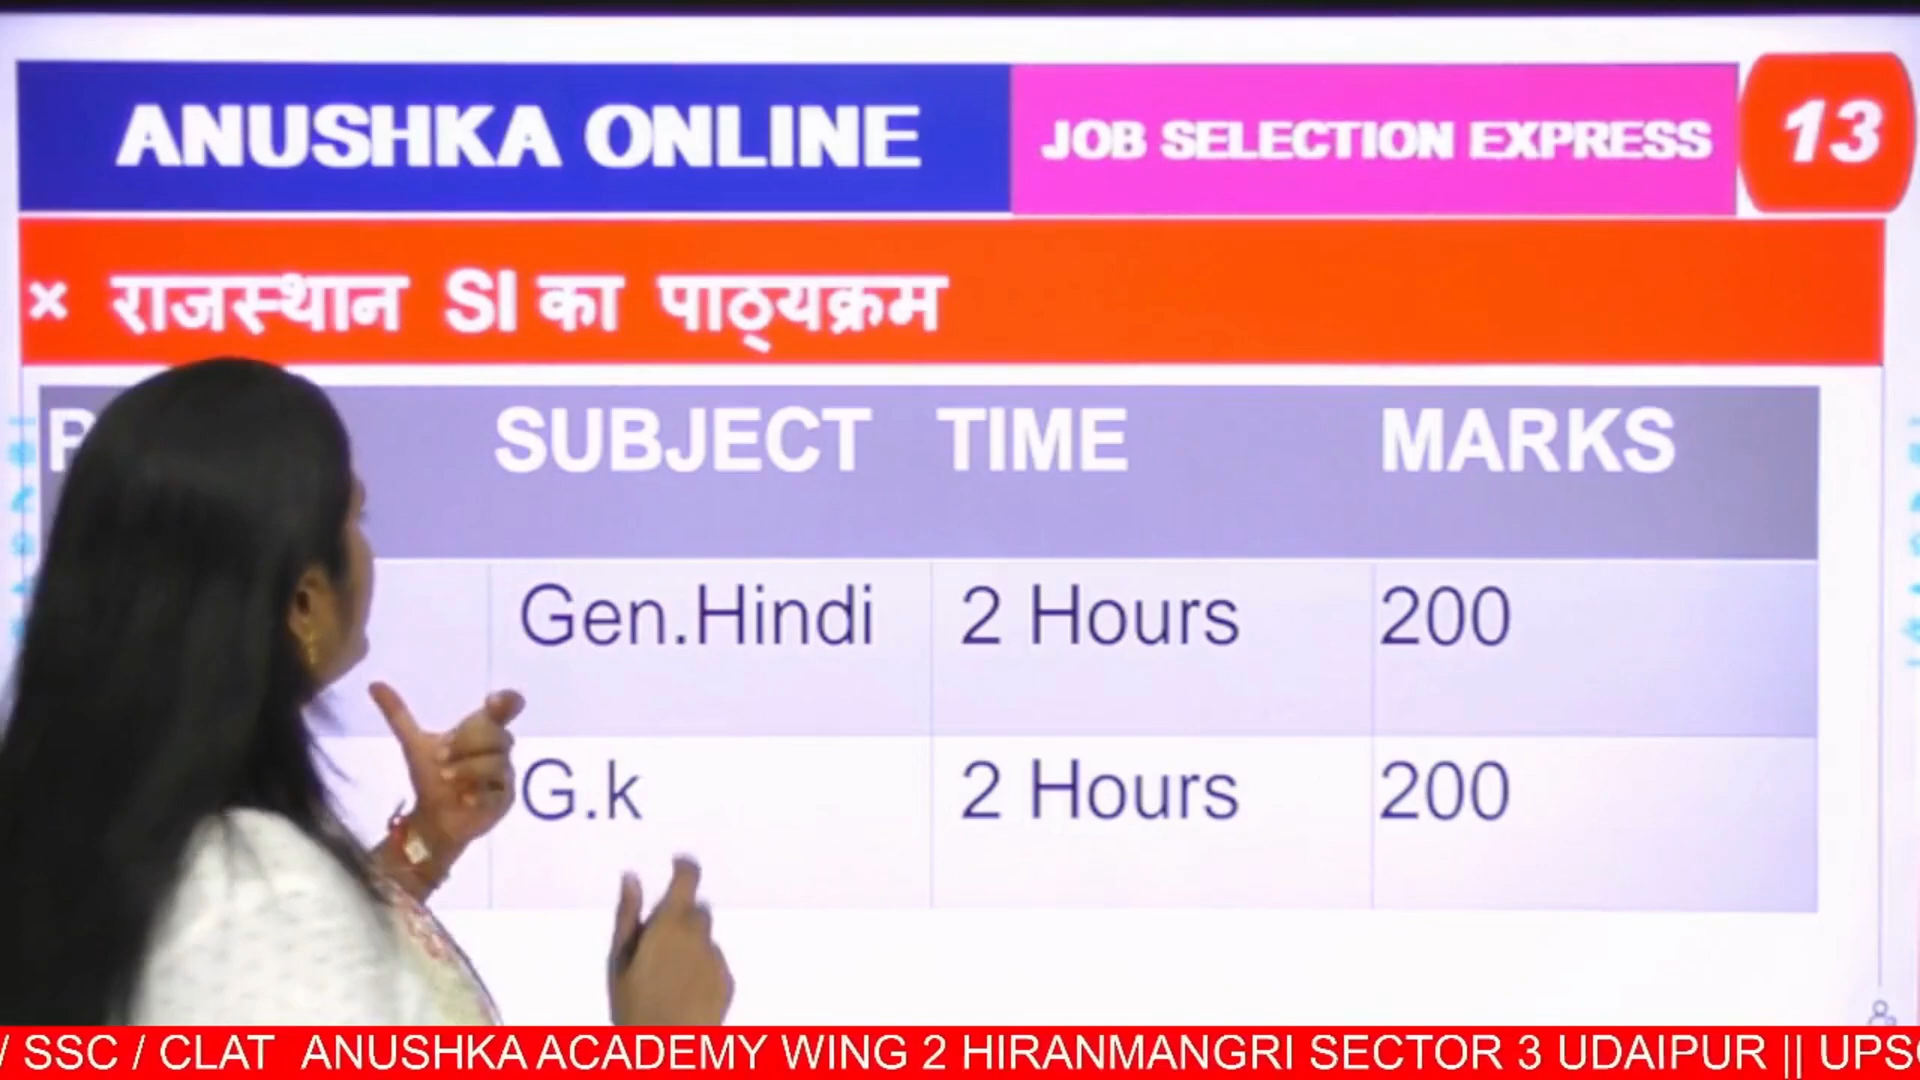 ANUSHKA ONLINE JOB SELECTION EXPRESS 13
× राजस्थान SI का पाठ्यक्रम
SUBJECT TIME MARKS
Gen.Hindi 2 Hours 200
G.k 2 Hours 200
/ SSC / CLAT ANUSHKA ACADEMY WING 2 HIRANMANGRI SECTOR 3 UDAIPUR ||